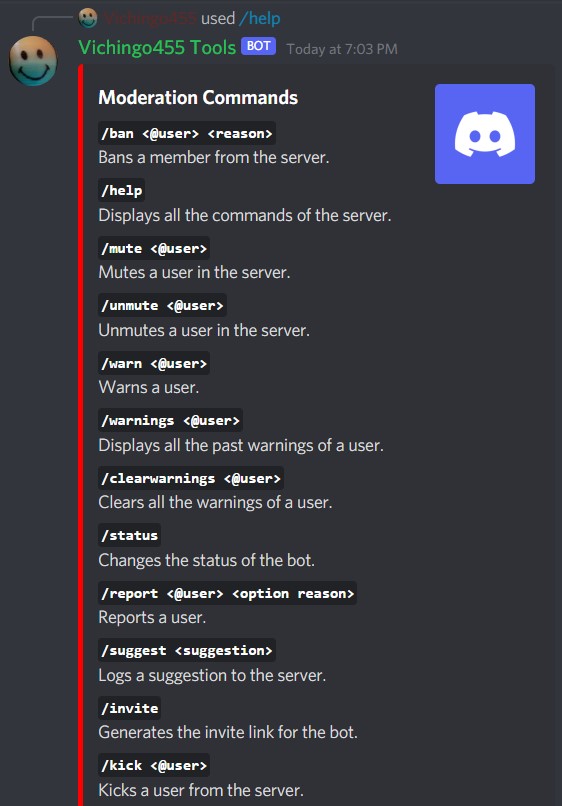 Vichingo455 used /help
Vichingo455 Tools BOT Today at 7:03 PM
Moderation Commands
/ban <@user> <reason>
Bans a member from the server.
/help
Displays all the commands of the server.
/mute <@user>
Mutes a user in the server.
/unmute <@user>
Unmutes a user in the server.
/warn <@user>
Warns a user.
/warnings <@user>
Displays all the past warnings of a user.
/clearwarnings <@user>
Clears all the warnings of a user.
/status
Changes the status of the bot.
/report <@user> <option reason>
Reports a user.
/suggest <suggestion>
Logs a suggestion to the server.
/invite
Generates the invite link for the bot.
/kick <@user>
Kicks a user from the server.